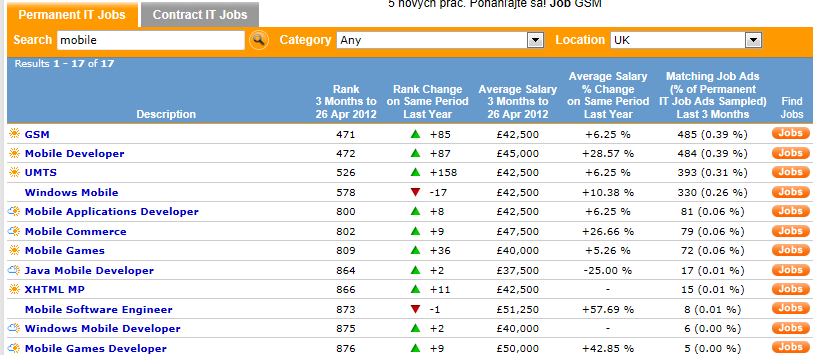 5 nových prác. Poháňajte sa! Job GSM
Permanent IT Jobs Contract IT Jobs
Search mobile Category Any Location UK
Results 1 - 17 of 17
Description Rank 3 Months to 26 Apr 2012 Rank Change on Same Period Last Year Average Salary 3 Months to 26 Apr 2012 Average Salary % Change on Same Period Last Year Matching Job Ads (% of Permanent IT Job Ads Sampled) Last 3 Months Find Jobs
GSM 471 +85 £42,500 +6.25 % 485 (0.39 %) Jobs
Mobile Developer 472 +87 £45,000 +28.57 % 484 (0.39 %) Jobs
UMTS 526 +158 £42,500 +6.25 % 393 (0.31 %) Jobs
Windows Mobile 578 -17 £42,500 +10.38 % 330 (0.26 %) Jobs
Mobile Applications Developer 800 +8 £42,500 +6.25 % 81 (0.06 %) Jobs
Mobile Commerce 802 +9 £47,500 +26.66 % 79 (0.06 %) Jobs
Mobile Games 809 +36 £40,000 +5.26 % 72 (0.06 %) Jobs
Java Mobile Developer 864 +2 £37,500 -25.00 % 17 (0.01 %) Jobs
XHTML MP 866 +11 £42,500 - 15 (0.01 %) Jobs
Mobile Software Engineer 873 -1 £51,250 +57.69 % 8 (0.01 %) Jobs
Windows Mobile Developer 875 +2 £40,000 - 6 (0.00 %) Jobs
Mobile Games Developer 876 +9 £50,000 +42.85 % 5 (0.00 %) Jobs